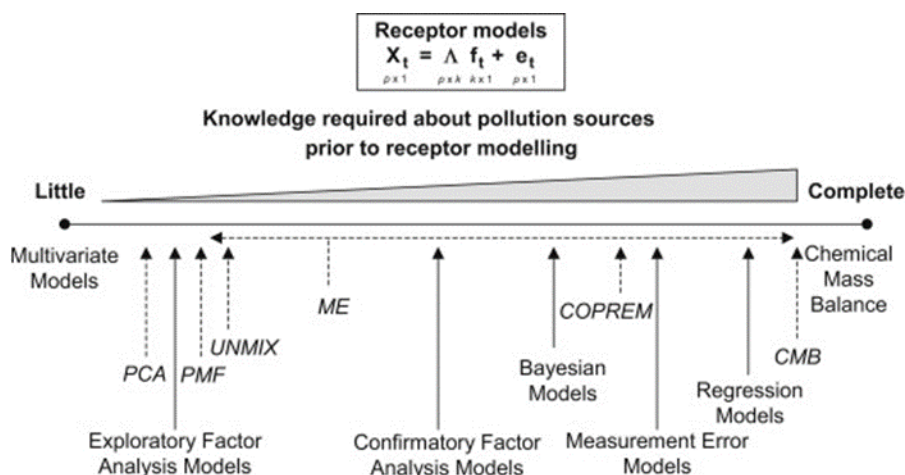 Receptor models
Xt = Λ ft + et
p x 1 p x k k x 1 p x 1
Knowledge required about pollution sources
prior to receptor modelling
Little
Complete
Multivariate
Models
Chemical
Mass
Balance
ME
COPREM
UNMIX
PCA
PMF
CMB
Bayesian
Models
Regression
Models
Exploratory Factor
Analysis Models
Confirmatory Factor
Analysis Models
Measurement Error
Models